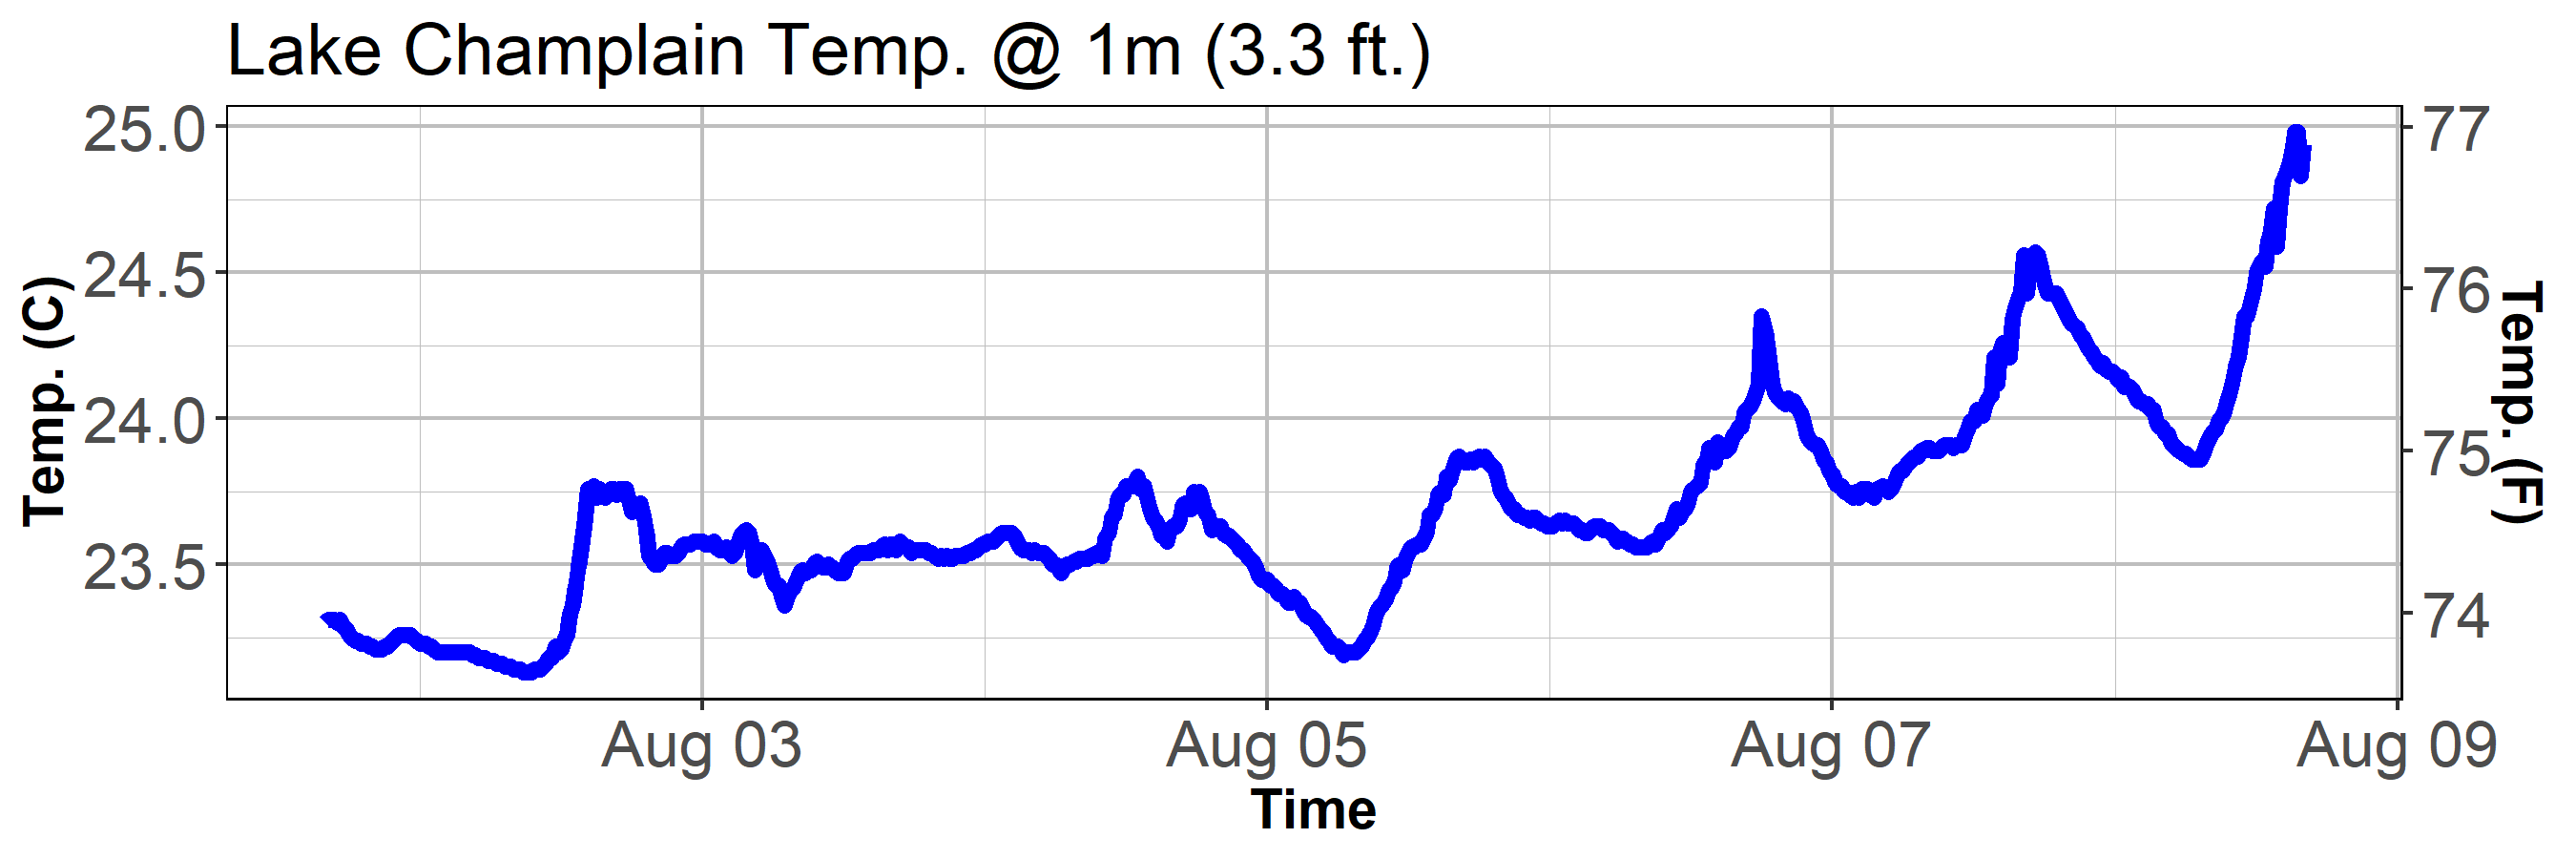 Lake Champlain Temp. @ 1m (3.3 ft.)
Temp. (C)
25.0
24.5
24.0
23.5
77
76
75
74
Temp. (F)
Aug 03 Aug 05 Aug 07 Aug 09
Time